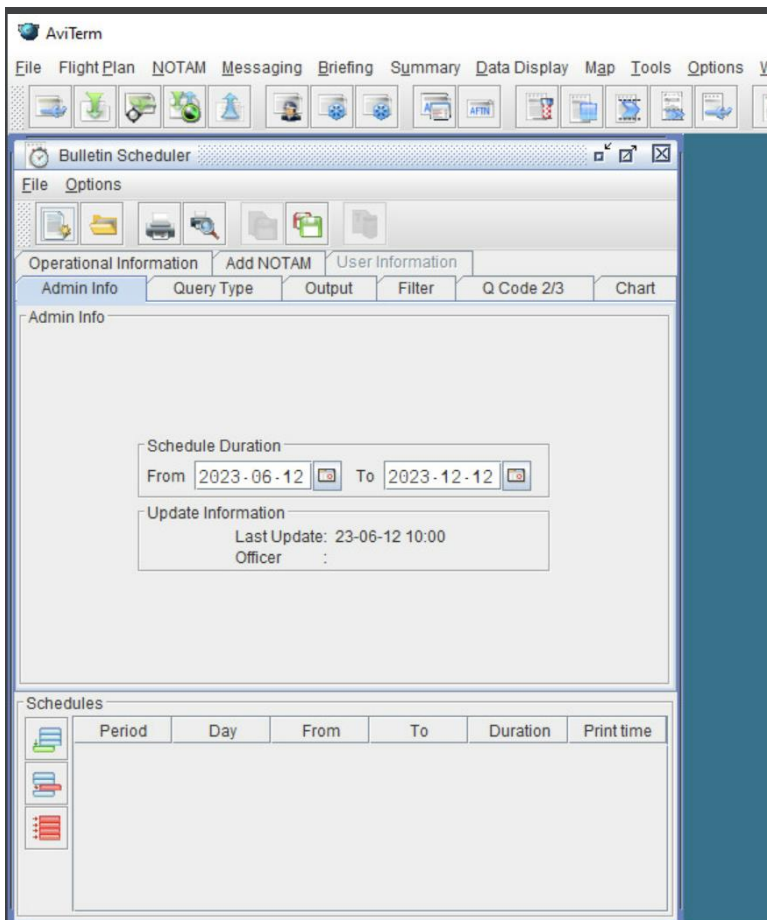 AviTerm
File Flight Plan NOTAM Messaging Briefing Summary Data Display Map Tools Options
AFTN
Bulletin Scheduler
File Options
Operational Information Add NOTAM User Information
Admin Info Query Type Output Filter Q Code 2/3 Chart
Admin Info
Schedule Duration
From 2023-06-12 To 2023-12-12
Update Information
Last Update: 23-06-12 10:00
Officer :
Schedules
Period Day From To Duration Print time